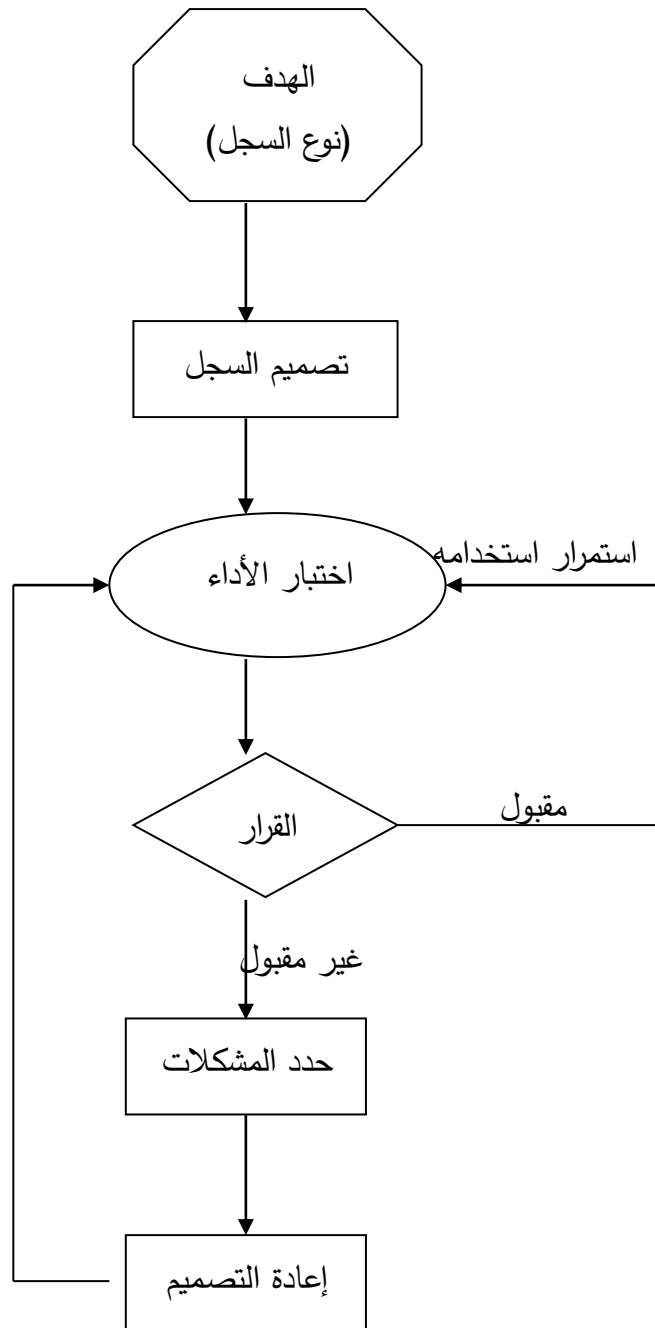 الهدف
(نوع السجل)
تصميم السجل
استمرار استخدامه
اختبار الأداء
القرار
مقبول
غير مقبول
حدد المشكلات
إعادة التصميم